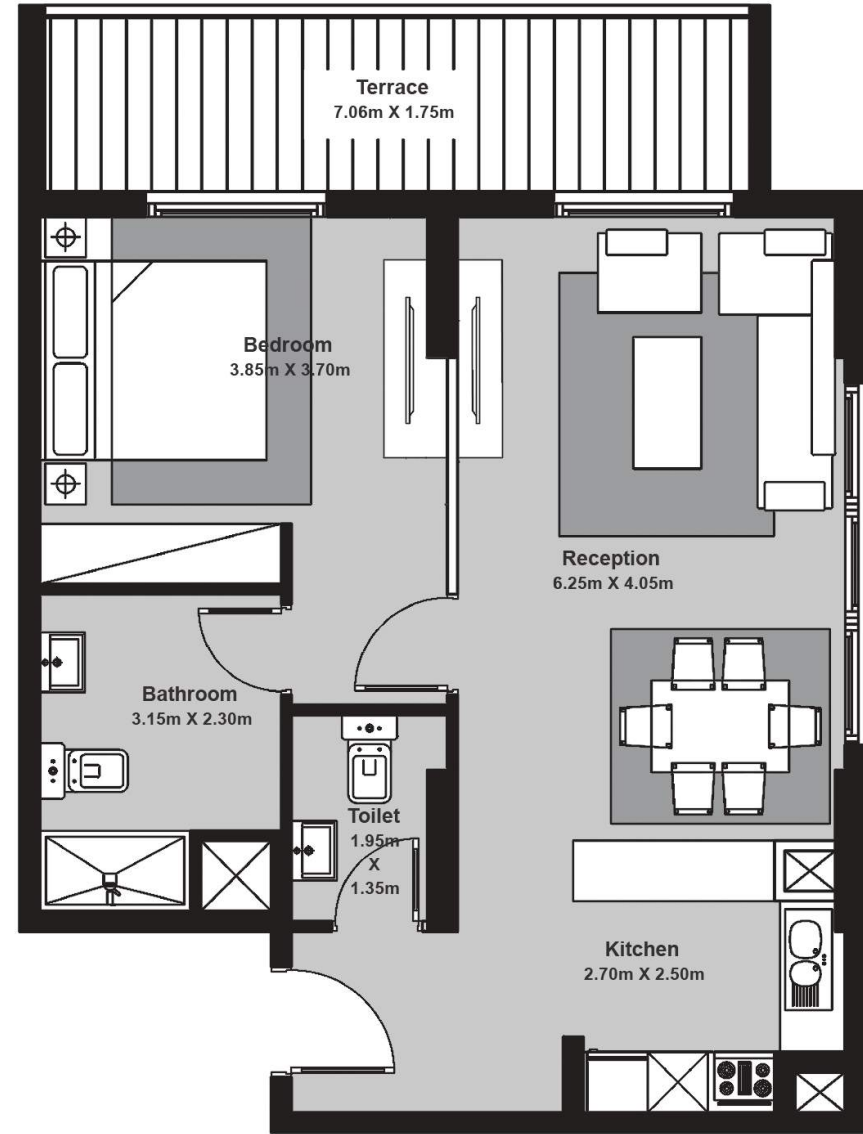 Terrace
7.06m X 1.75m
Bedroom
3.85m X 3.70m
Reception
6.25m X 4.05m
Bathroom
3.15m X 2.30m
Toilet
1.95m
X
1.35m
Kitchen
2.70m X 2.50m